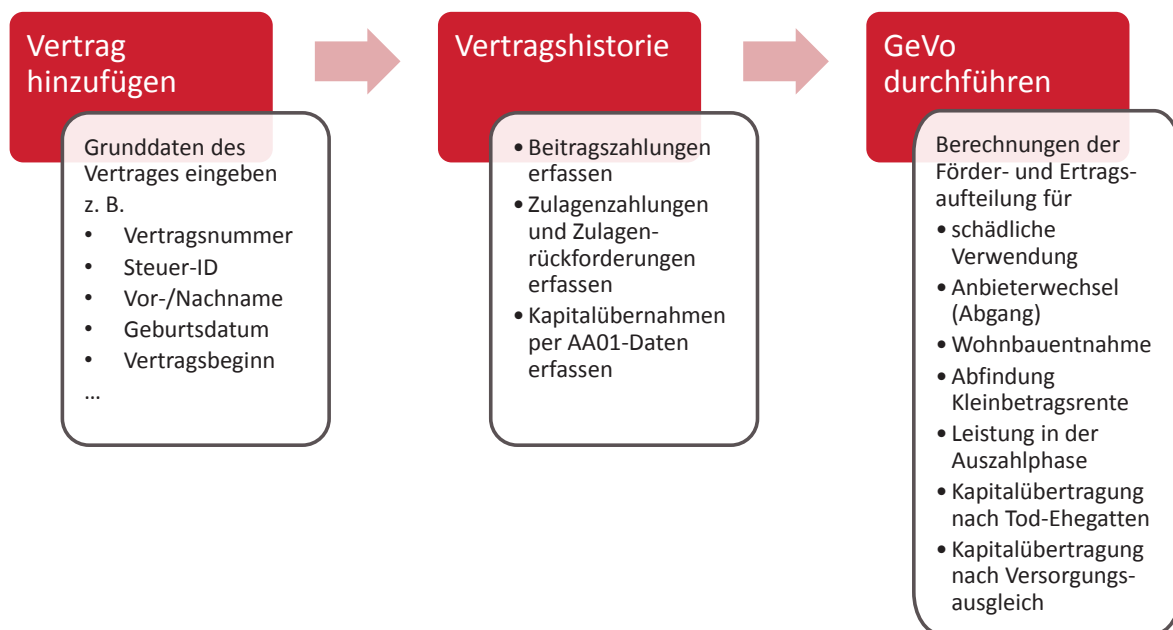 Vertrag
hinzufügen
Grunddaten des
Vertrages eingeben
z. B.
• Vertragsnummer
• Steuer-ID
• Vor-/Nachname
• Geburtsdatum
• Vertragsbeginn
...
Vertragshistorie
• Beitragszahlungen
erfassen
• Zulagenzahlungen
und Zulagen-
rückforderungen
erfassen
• Kapitalübernahmen
per AA01-Daten
erfassen
GeVo
durchführen
Berechnungen der
Förder- und Ertrags-
aufteilung für
• schädliche
Verwendung
• Anbieterwechsel
(Abgang)
• Wohnbauentnahme
• Abfindung
Kleinbetragsrente
• Leistung in der
Auszahlphase
• Kapitalübertragung
nach Tod-Ehegatten
• Kapitalübertragung
nach Versorgungs-
ausgleich